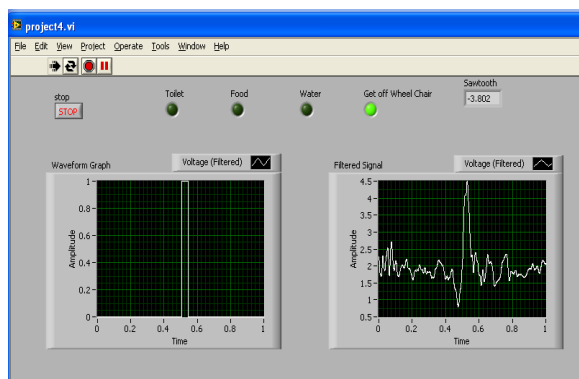 project4.vi
File Edit View Project Operate Tools Window Help
stop
STOP
Toilet Food Water Get off Wheel Chair
Sawtooth
-3.802
Waveform Graph Voltage (Filtered)
1
0.8
0.6
0.4
0.2
0
Amplitude
0 0.2 0.4 0.6 0.8 1
Time
Filtered Signal Voltage (Filtered)
4.5
4
3.5
3
2.5
2
1.5
1
0.5
Amplitude
0 0.2 0.4 0.6 0.8 1
Time